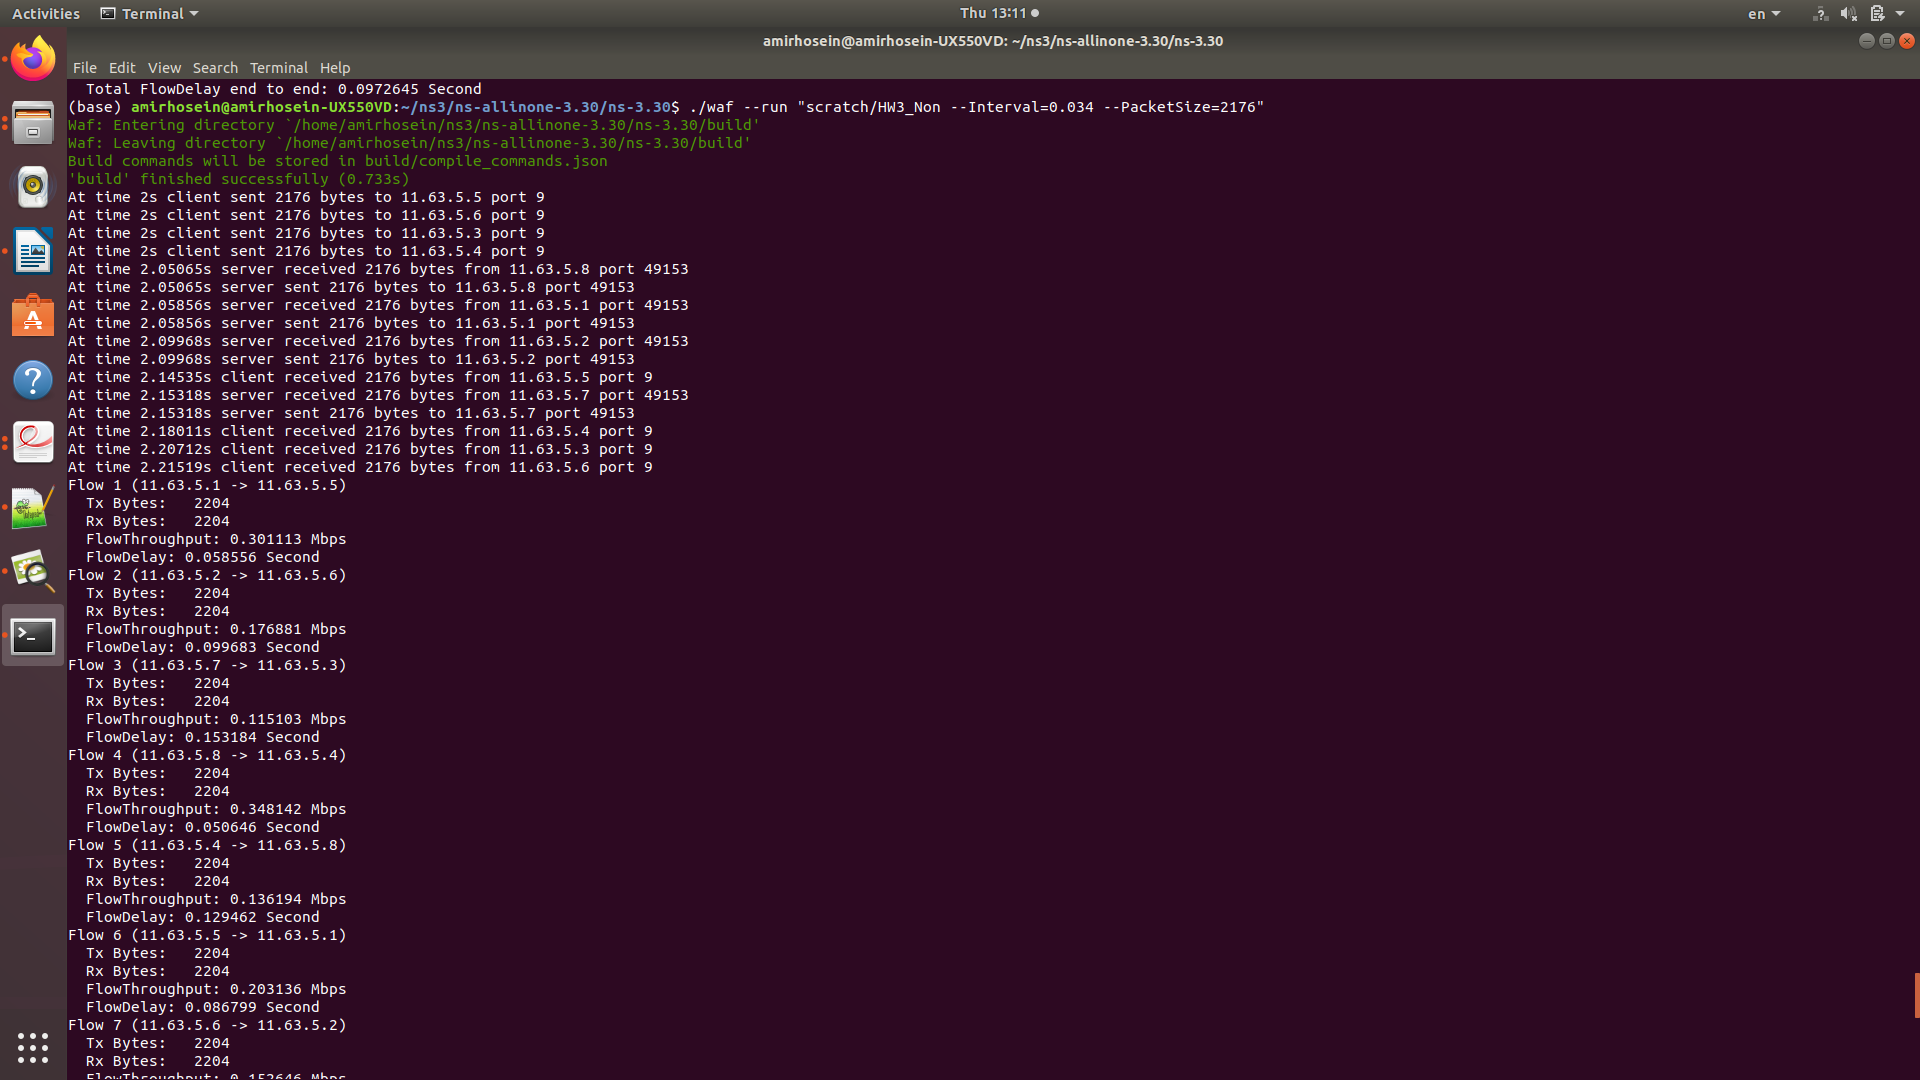 Activities
Terminal
Thu 13:11
en
amirhosein@amirhosein-UX550VD: ~/ns3/ns-allinone-3.30/ns-3.30
File Edit View Search Terminal Help
  Total FlowDelay end to end: 0.0972645 Second
(base) amirhosein@amirhosein-UX550VD:~/ns3/ns-allinone-3.30/ns-3.30$ ./waf --run "scratch/HW3_Non --Interval=0.034 --PacketSize=2176"
Waf: Entering directory `/home/amirhosein/ns3/ns-allinone-3.30/ns-3.30/build'
Waf: Leaving directory `/home/amirhosein/ns3/ns-allinone-3.30/ns-3.30/build'
Build commands will be stored in build/compile_commands.json
'build' finished successfully (0.733s)
At time 2s client sent 2176 bytes to 11.63.5.5 port 9
At time 2s client sent 2176 bytes to 11.63.5.6 port 9
At time 2s client sent 2176 bytes to 11.63.5.3 port 9
At time 2s client sent 2176 bytes to 11.63.5.4 port 9
At time 2.05065s server received 2176 bytes from 11.63.5.8 port 49153
At time 2.05065s server sent 2176 bytes to 11.63.5.8 port 49153
At time 2.05856s server received 2176 bytes from 11.63.5.1 port 49153
At time 2.05856s server sent 2176 bytes to 11.63.5.1 port 49153
At time 2.09968s server received 2176 bytes from 11.63.5.2 port 49153
At time 2.09968s server sent 2176 bytes to 11.63.5.2 port 49153
At time 2.14535s client received 2176 bytes from 11.63.5.5 port 9
At time 2.15318s server received 2176 bytes from 11.63.5.7 port 49153
At time 2.15318s server sent 2176 bytes to 11.63.5.7 port 49153
At time 2.18011s client received 2176 bytes from 11.63.5.4 port 9
At time 2.20712s client received 2176 bytes from 11.63.5.3 port 9
At time 2.21519s client received 2176 bytes from 11.63.5.6 port 9
Flow 1 (11.63.5.1 -> 11.63.5.5)
  Tx Bytes:   2204
  Rx Bytes:   2204
  FlowThroughput: 0.301113 Mbps
  FlowDelay: 0.058556 Second
Flow 2 (11.63.5.2 -> 11.63.5.6)
  Tx Bytes:   2204
  Rx Bytes:   2204
  FlowThroughput: 0.176881 Mbps
  FlowDelay: 0.099683 Second
Flow 3 (11.63.5.7 -> 11.63.5.3)
  Tx Bytes:   2204
  Rx Bytes:   2204
  FlowThroughput: 0.115103 Mbps
  FlowDelay: 0.153184 Second
Flow 4 (11.63.5.8 -> 11.63.5.4)
  Tx Bytes:   2204
  Rx Bytes:   2204
  FlowThroughput: 0.348142 Mbps
  FlowDelay: 0.050646 Second
Flow 5 (11.63.5.4 -> 11.63.5.8)
  Tx Bytes:   2204
  Rx Bytes:   2204
  FlowThroughput: 0.136194 Mbps
  FlowDelay: 0.129462 Second
Flow 6 (11.63.5.5 -> 11.63.5.1)
  Tx Bytes:   2204
  Rx Bytes:   2204
  FlowThroughput: 0.203136 Mbps
  FlowDelay: 0.086799 Second
Flow 7 (11.63.5.6 -> 11.63.5.2)
  Tx Bytes:   2204
  Rx Bytes:   2204
  FlowThroughput: 0.152646 Mbps